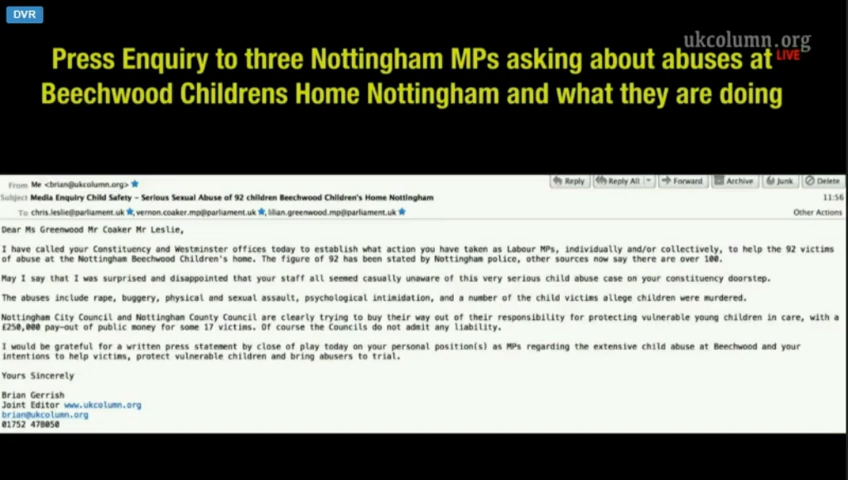 DVR
ukcolumn.org
LIVE
Press Enquiry to three Nottingham MPs asking about abuses at
Beechwood Childrens Home Nottingham and what they are doing
From Me <brian@ukcolumn.org>
Reply Reply All Forward Archive Junk Delete
Subject Media Enquiry Child Safety - Serious Sexual Abuse of 92 children Beechwood Children's Home Nottingham 11:56
To chris.leslie@parliament.uk, vernon.coaker.mp@parliament.uk, lilian.greenwood.mp@parliament.uk Other Actions
Dear Ms Greenwood Mr Coaker Mr Leslie,
I have called your Constituency and Westminster offices today to establish what action you have taken as Labour MPs, individually and/or collectively, to help the 92 victims
of abuse at the Nottingham Beechwood Children's home. The figure of 92 has been stated by Nottingham police, other sources now say there are over 100.
May I say that I was surprised and disappointed that your staff all seemed casually unaware of this very serious child abuse case on your constituency doorstep.
The abuses include rape, buggery, physical and sexual assault, psychological intimidation, and a number of the child victims allege children were murdered.
Nottingham City Council and Nottingham County Council are clearly trying to buy their way out of their responsibility for protecting vulnerable young children in care, with a
£250,000 pay-out of public money for some 17 victims. Of course the Councils do not admit any liability.
I would be grateful for a written press statement by close of play today on your personal position(s) as MPs regarding the extensive child abuse at Beechwood and your
intentions to help victims, protect vulnerable children and bring abusers to trial.
Yours Sincerely
Brian Gerrish
Joint Editor www.ukcolumn.org
brian@ukcolumn.org
01752 478050